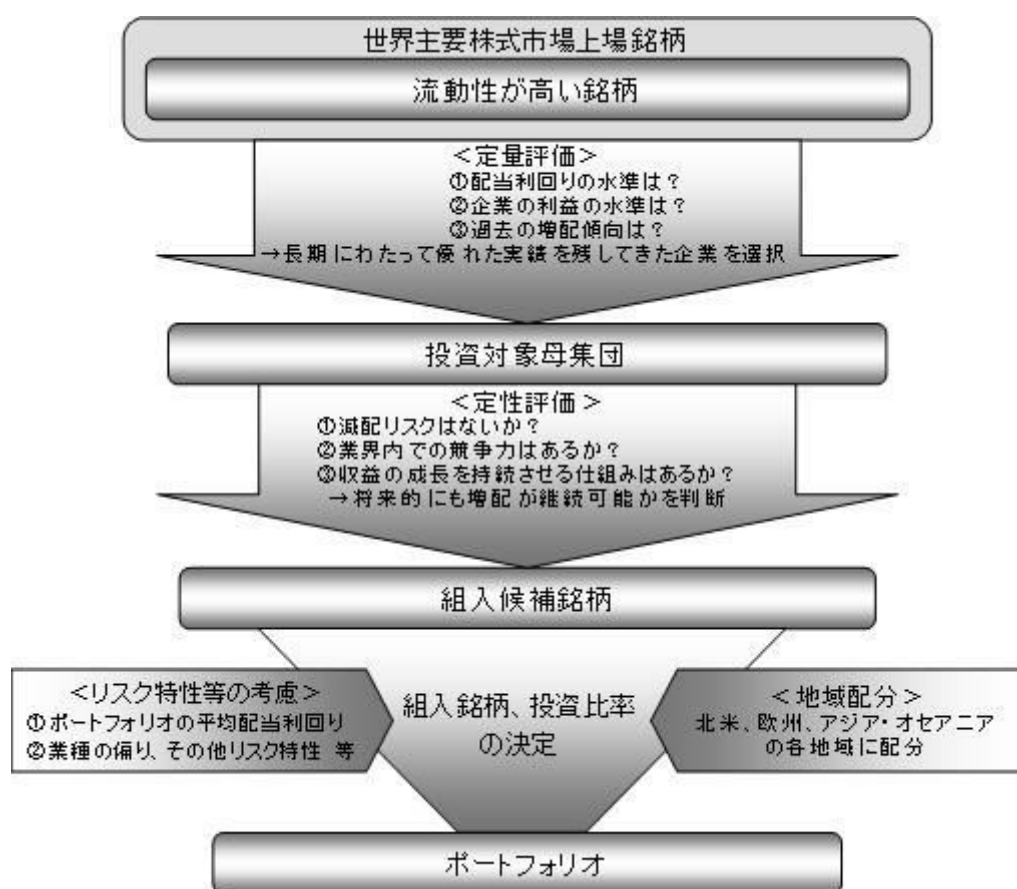 世界主要株式市場上場銘柄
流動性が高い銘柄
＜定量評価＞
①配当利回りの水準は？
②企業の利益の水準は？
③過去の増配傾向は？
→長期にわたって優れた実績を残してきた企業を選択
投資対象母集団
＜定性評価＞
①減配リスクはないか？
②業界内での競争力はあるか？
③収益の成長を持続させる仕組みはあるか？
→将来的にも増配が継続可能かを判断
組入候補銘柄
＜リスク特性等の考慮＞
①ポートフォリオの平均配当利回り
②業種の偏り、その他リスク特性 等
組入銘柄、投資比率
の決定
＜地域配分＞
北米、欧州、アジア・オセアニア
の各地域に配分
ポートフォリオ